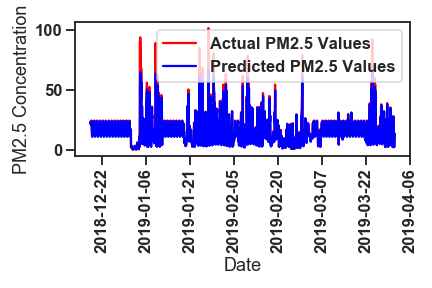 PM2.5 Concentration
100
50
0
Actual PM2.5 Values
Predicted PM2.5 Values
2018-12-22
2019-01-06
2019-01-21
2019-02-05
2019-02-20
2019-03-07
2019-03-22
2019-04-06
Date